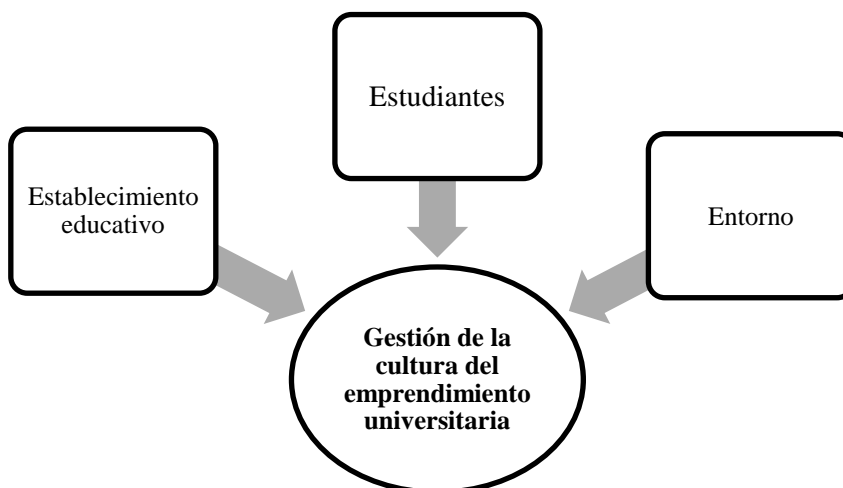 Estudiantes
Establecimiento
educativo
Entorno
Gestión de la
cultura del
emprendimiento
universitaria